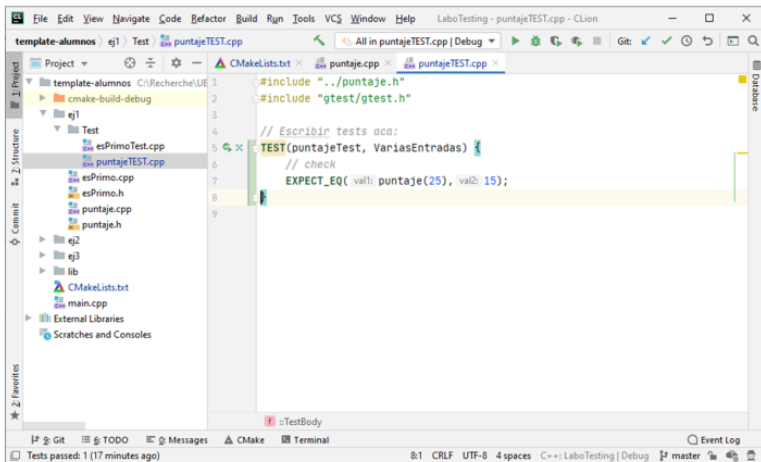 File Edit View Navigate Code Refactor Build Run Tools VCS Window Help LaboTesting - puntajeTEST.cpp - CLion
template-alumnos ej1 Test puntajeTEST.cpp All in puntajeTEST.cpp | Debug Git:
1: Project
Project
CMakeLists.txt puntaje.cpp puntajeTEST.cpp
template-alumnos C:\Recherche\UE
cmake-build-debug
ej1
Test
esPrimoTest.cpp
puntajeTEST.cpp
esPrimo.cpp
esPrimo.h
puntaje.cpp
puntaje.h
ej2
ej3
lib
CMakeLists.txt
main.cpp
External Libraries
Scratches and Consoles
Z: Structure
Commit
2: Favorites
1 #include "../puntaje.h"
2 #include "gtest/gtest.h"
3
4 // Escribir tests aca:
5 TEST(puntajeTest, VariasEntradas) {
6 // check
7 EXPECT_EQ( val1: puntaje(25), val2: 15);
8 }
9
Database
f ::TestBody
9: Git 6: TODO 0: Messages CMake Terminal Event Log
Tests passed: 1 (17 minutes ago) 8:1 CRLF UTF-8 4 spaces C++: LaboTesting | Debug master